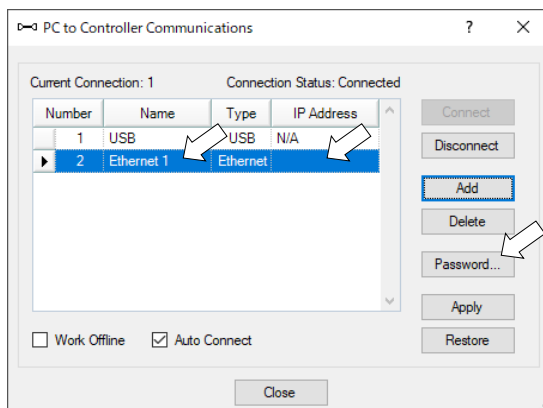 PC to Controller Communications
Current Connection: 1 Connection Status: Connected
Number Name Type IP Address
1 USB USB N/A
2 Ethernet 1 Ethernet
Connect
Disconnect
Add
Delete
Password...
Apply
Restore
Work Offline Auto Connect
Close